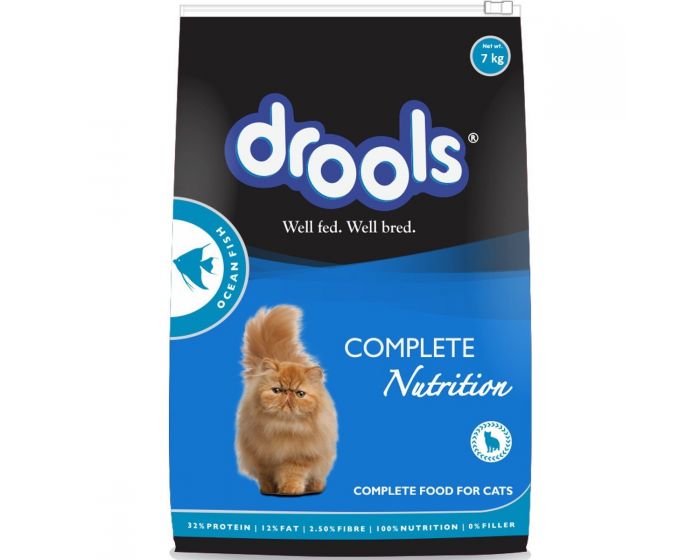 Net wt.
7 kg
drools®
Well fed. Well bred.
OCEAN FISH
COMPLETE
Nutrition
COMPLETE FOOD FOR CATS
32% PROTEIN | 12% FAT | 2.50% FIBRE | 100% NUTRITION | 0% FILLER